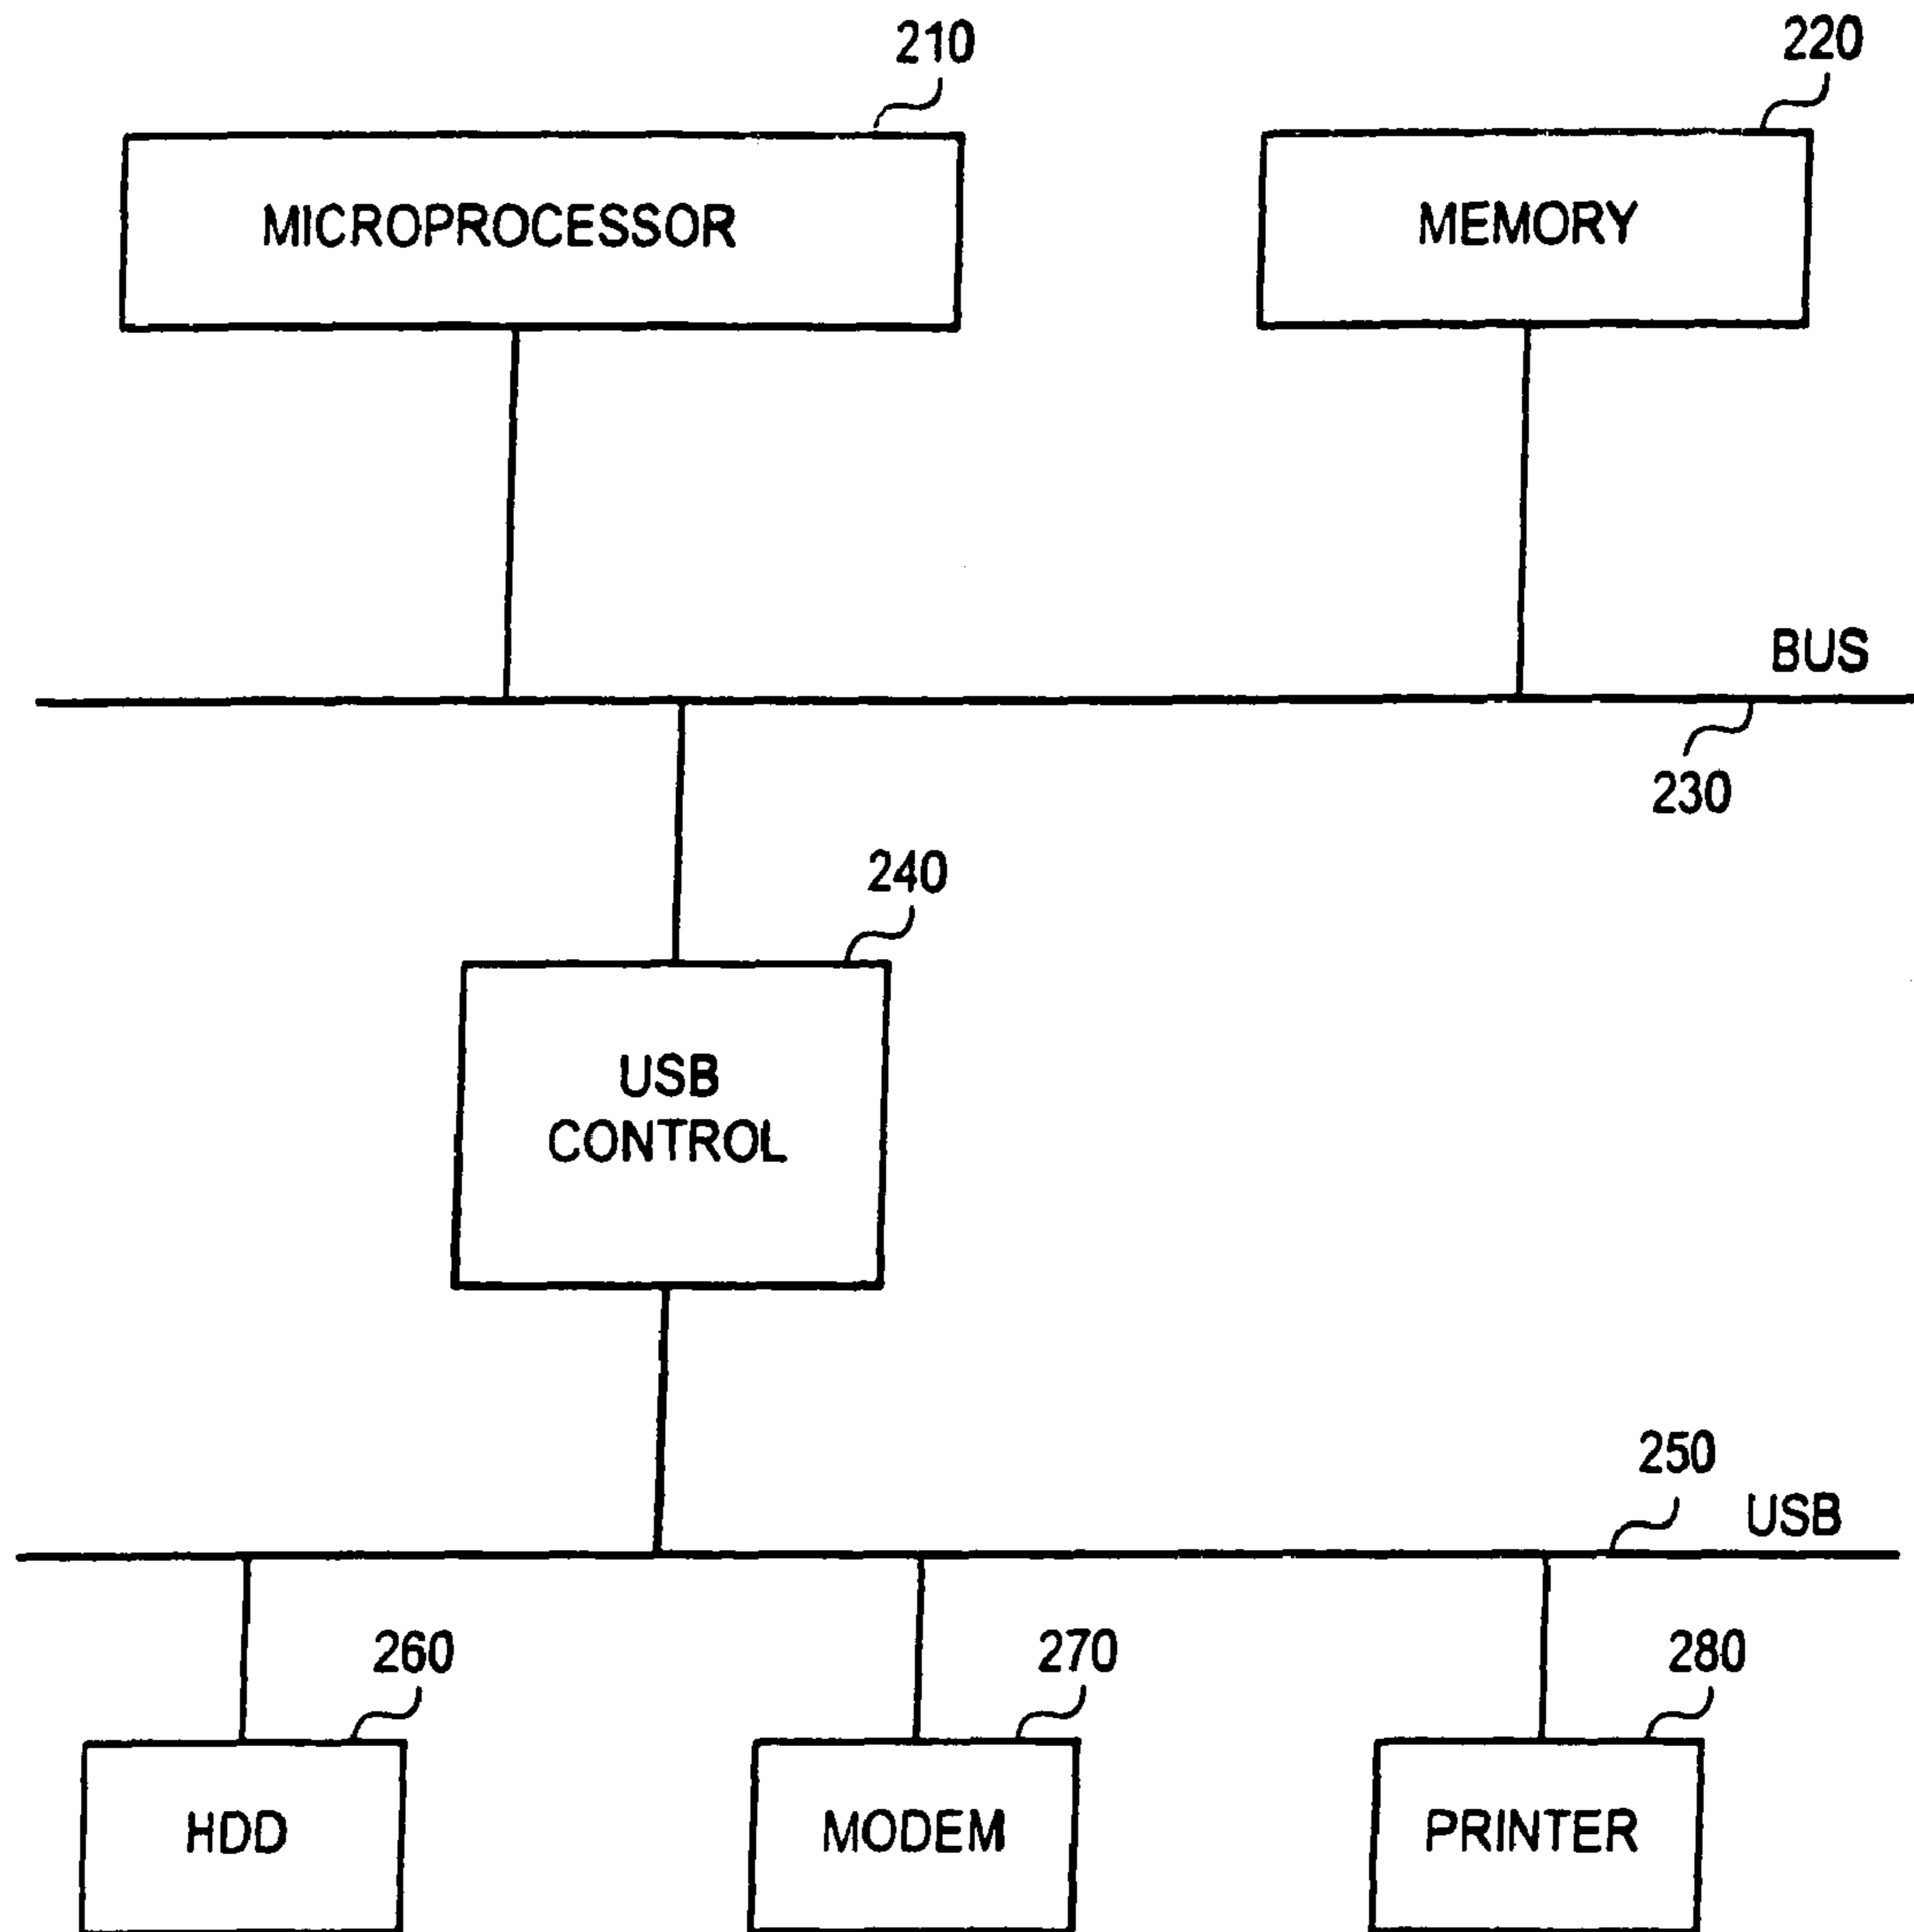 210
220
MICROPROCESSOR
MEMORY
BUS
230
240
USB
CONTROL
250
USB
260
270
280
HDD
MODEM
PRINTER